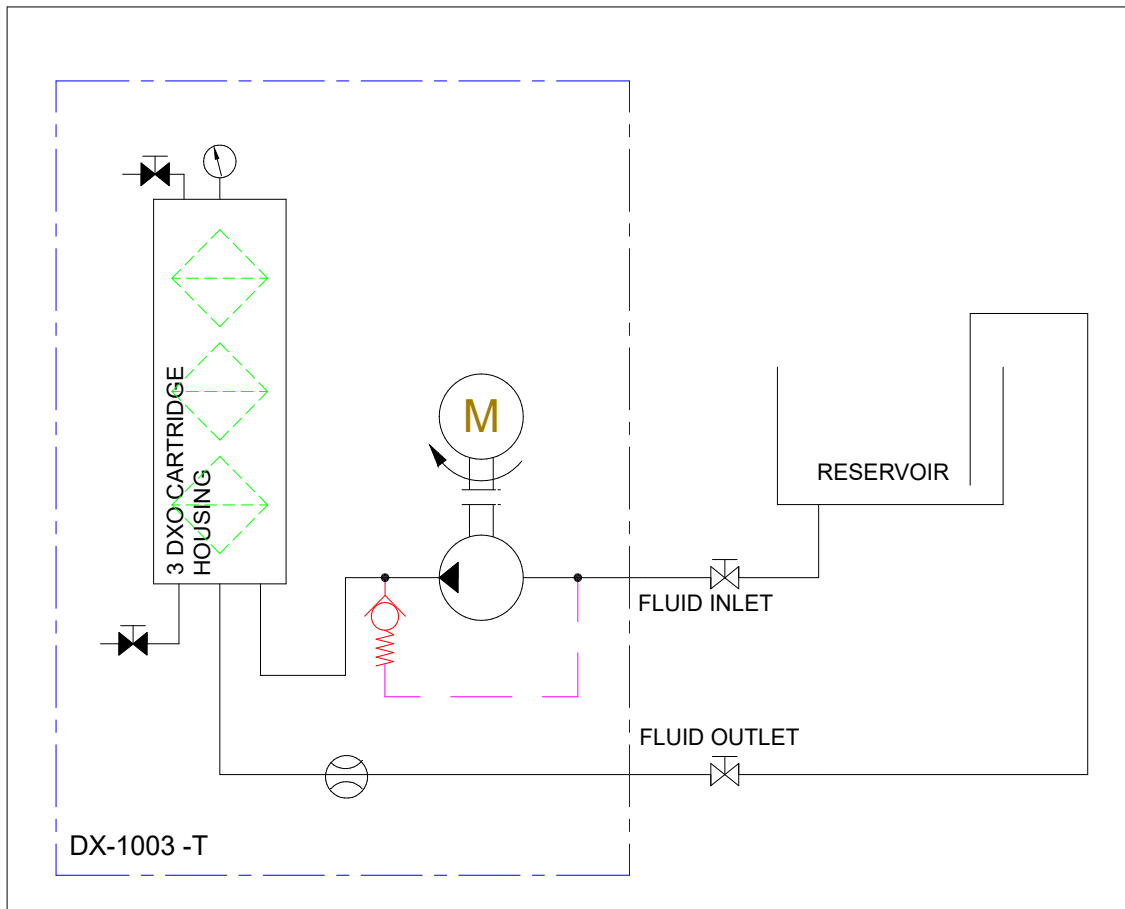 3 DXO CARTRIDGE
HOUSING
M
RESERVOIR
FLUID INLET
FLUID OUTLET
DX-1003 -T